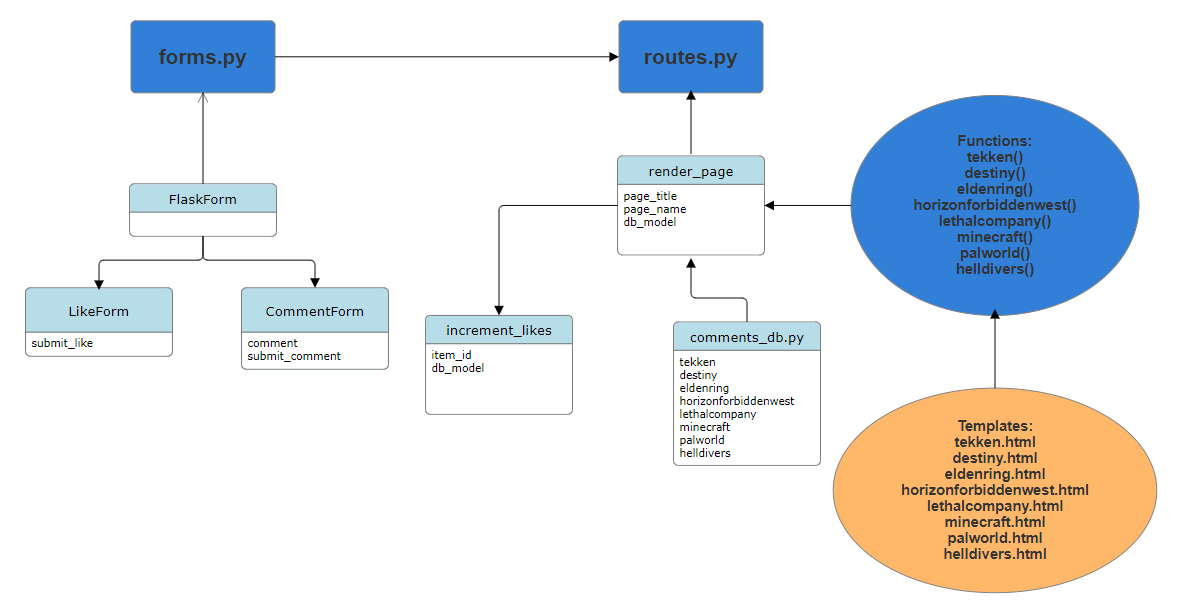 forms.py
routes.py
FlaskForm
LikeForm
submit_like
CommentForm
comment
submit_comment
render_page
page_title
page_name
db_model
increment_likes
item_id
db_model
comments_db.py
tekken
destiny
eldenring
horizonforbiddenwest
lethalcompany
minecraft
palworld
helldivers
Functions:
tekken()
destiny()
eldenring()
horizonforbiddenwest()
lethalcompany()
minecraft()
palworld()
helldivers()
Templates:
tekken.html
destiny.html
eldenring.html
horizonforbiddenwest.html
lethalcompany.html
minecraft.html
palworld.html
helldivers.html